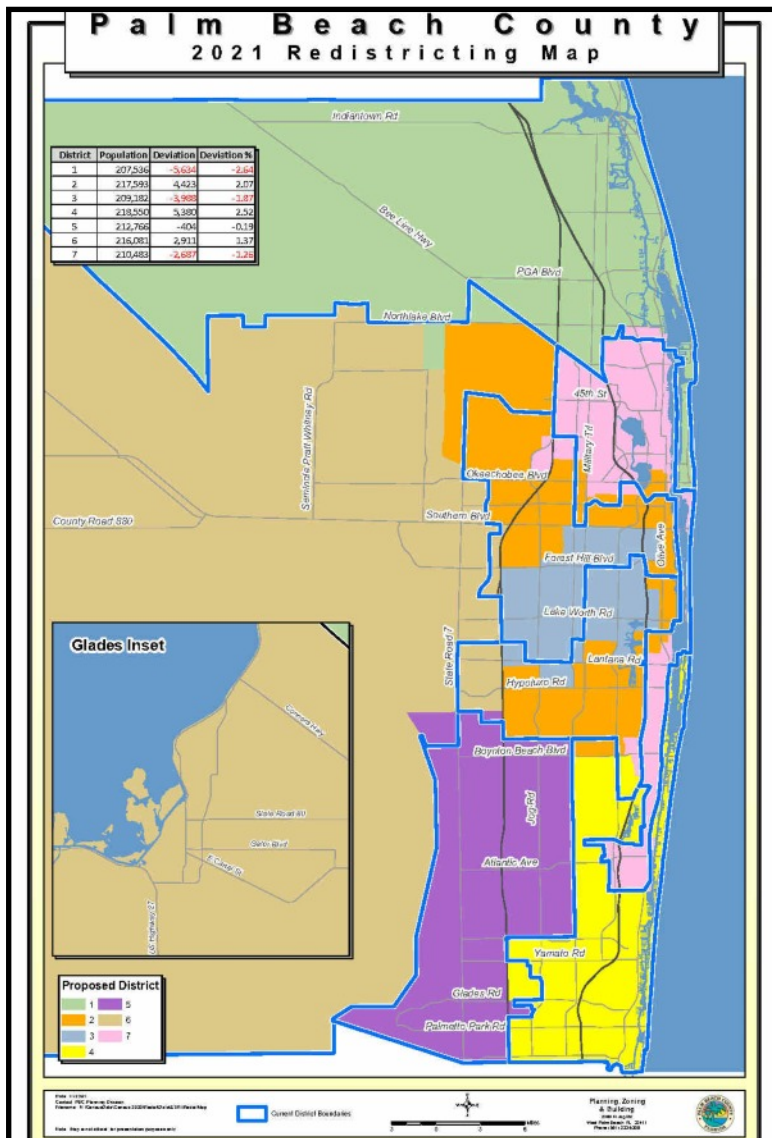 Palm Beach County
2021 Redistricting Map
District Population Deviation Deviation %
1 207,536 -5,634 -2.64
2 217,593 4,423 2.07
3 209,182 -3,988 -1.87
4 218,550 5,380 2.52
5 212,766 -404 -0.19
6 216,081 2,911 1.37
7 210,483 -2,687 -1.26
Indiantown Rd
Bee Line Hwy
PGA Blvd
Northlake Blvd
45th St
Seminole Pratt Whitney Rd
Military Trl
Okeechobee Blvd
Southern Blvd
County Road 880
Olive Ave
Forest Hill Blvd
Lake Worth Rd
State Road 7
Lantana Rd
Hypoluxo Rd
Boynton Beach Blvd
Jog Rd
Atlantic Ave
Yamato Rd
Glades Rd
Palmetto Park Rd
Glades Inset
State Road 80
US Highway 27
Proposed District
1 5
2 6
3 7
4
Current District Boundaries
Planning, Zoning
& Building